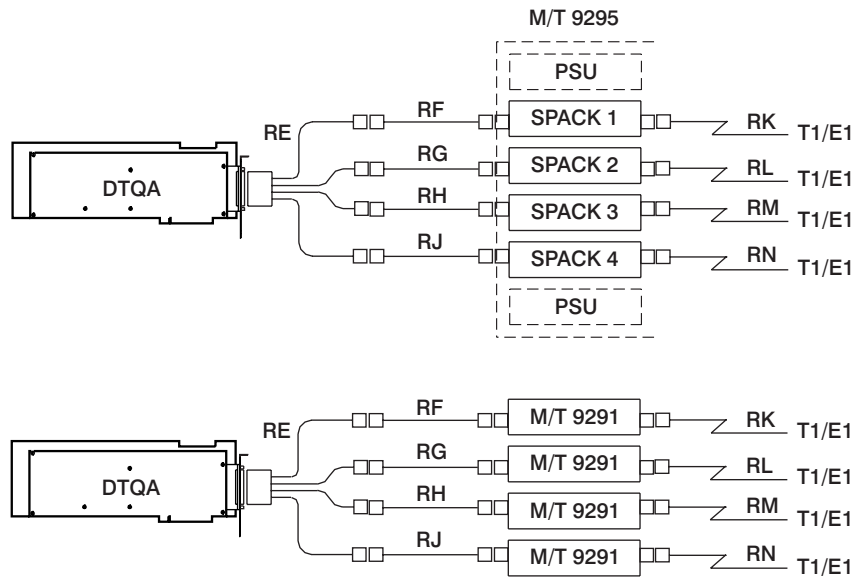 M/T 9295
PSU
RE RF SPACK 1 RK T1/E1
DTQA RG SPACK 2 RL T1/E1
RH SPACK 3 RM T1/E1
RJ SPACK 4 RN T1/E1
PSU
RE RF M/T 9291 RK T1/E1
DTQA RG M/T 9291 RL T1/E1
RH M/T 9291 RM T1/E1
RJ M/T 9291 RN T1/E1